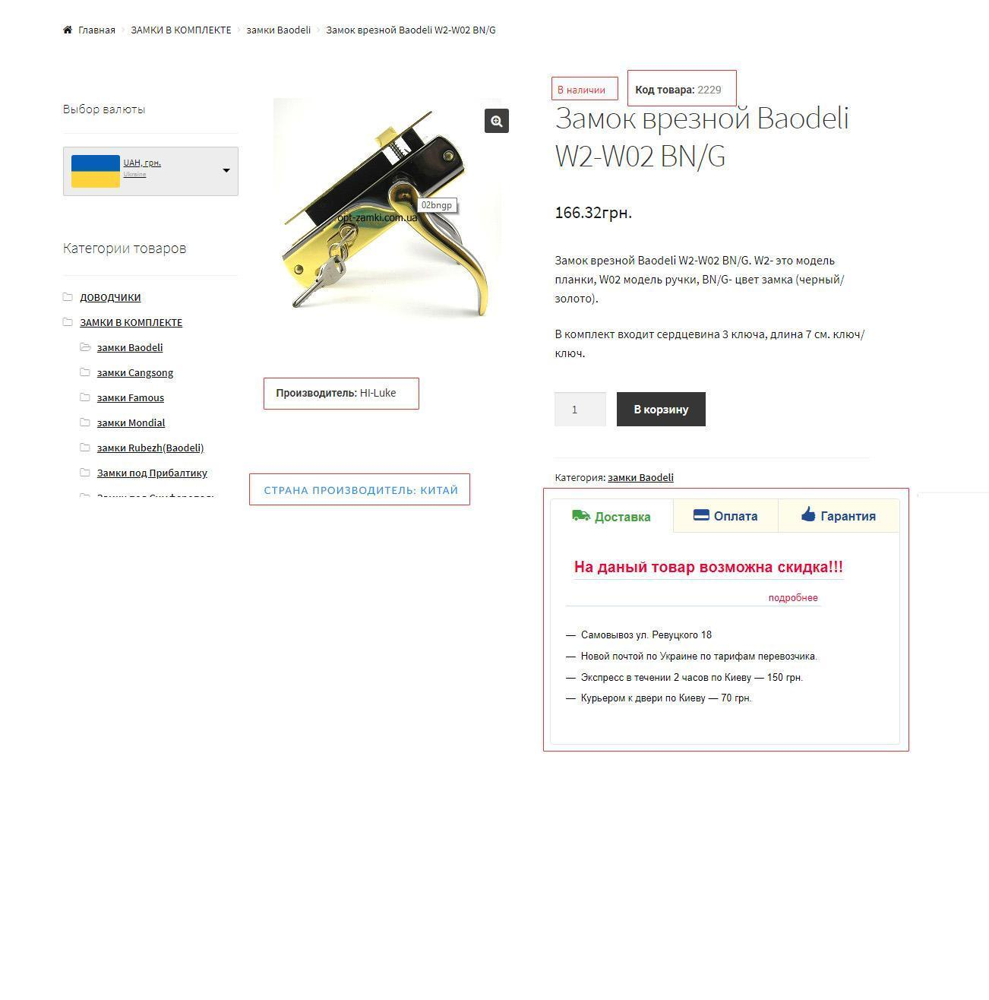 Главная > ЗАМКИ В КОМПЛЕКТЕ > замки Baodeli > Замок врезной Baodeli W2-W02 BN/G
Выбор валюты
UAH, грн.
Ukraine
Категории товаров
ДОВОДЧИКИ
ЗАМКИ В КОМПЛЕКТЕ
замки Baodeli
замки Cangsong
замки Famous
замки Mondial
замки Rubezh(Baodeli)
Замки под Прибалтику
02bngp
opt-zamki.com.ua
Производитель: HI-Luke
СТРАНА ПРОИЗВОДИТЕЛЬ: КИТАЙ
В наличии
Код товара: 2229
Замок врезной Baodeli
W2-W02 BN/G
166.32грн.
Замок врезной Baodeli W2-W02 BN/G. W2- это модель
планки, W02 модель ручки, BN/G- цвет замка (черный/
золото).
В комплект входит сердцевина 3 ключа, длина 7 см. ключ/
ключ.
1
В корзину
Категория: замки Baodeli
Доставка
Оплата
Гарантия
На даный товар возможна скидка!!!
подробнее
— Самовывоз ул. Ревуцкого 18
— Новой почтой по Украине по тарифам перевозчика.
— Экспресс в течении 2 часов по Киеву — 150 грн.
— Курьером к двери по Киеву — 70 грн.